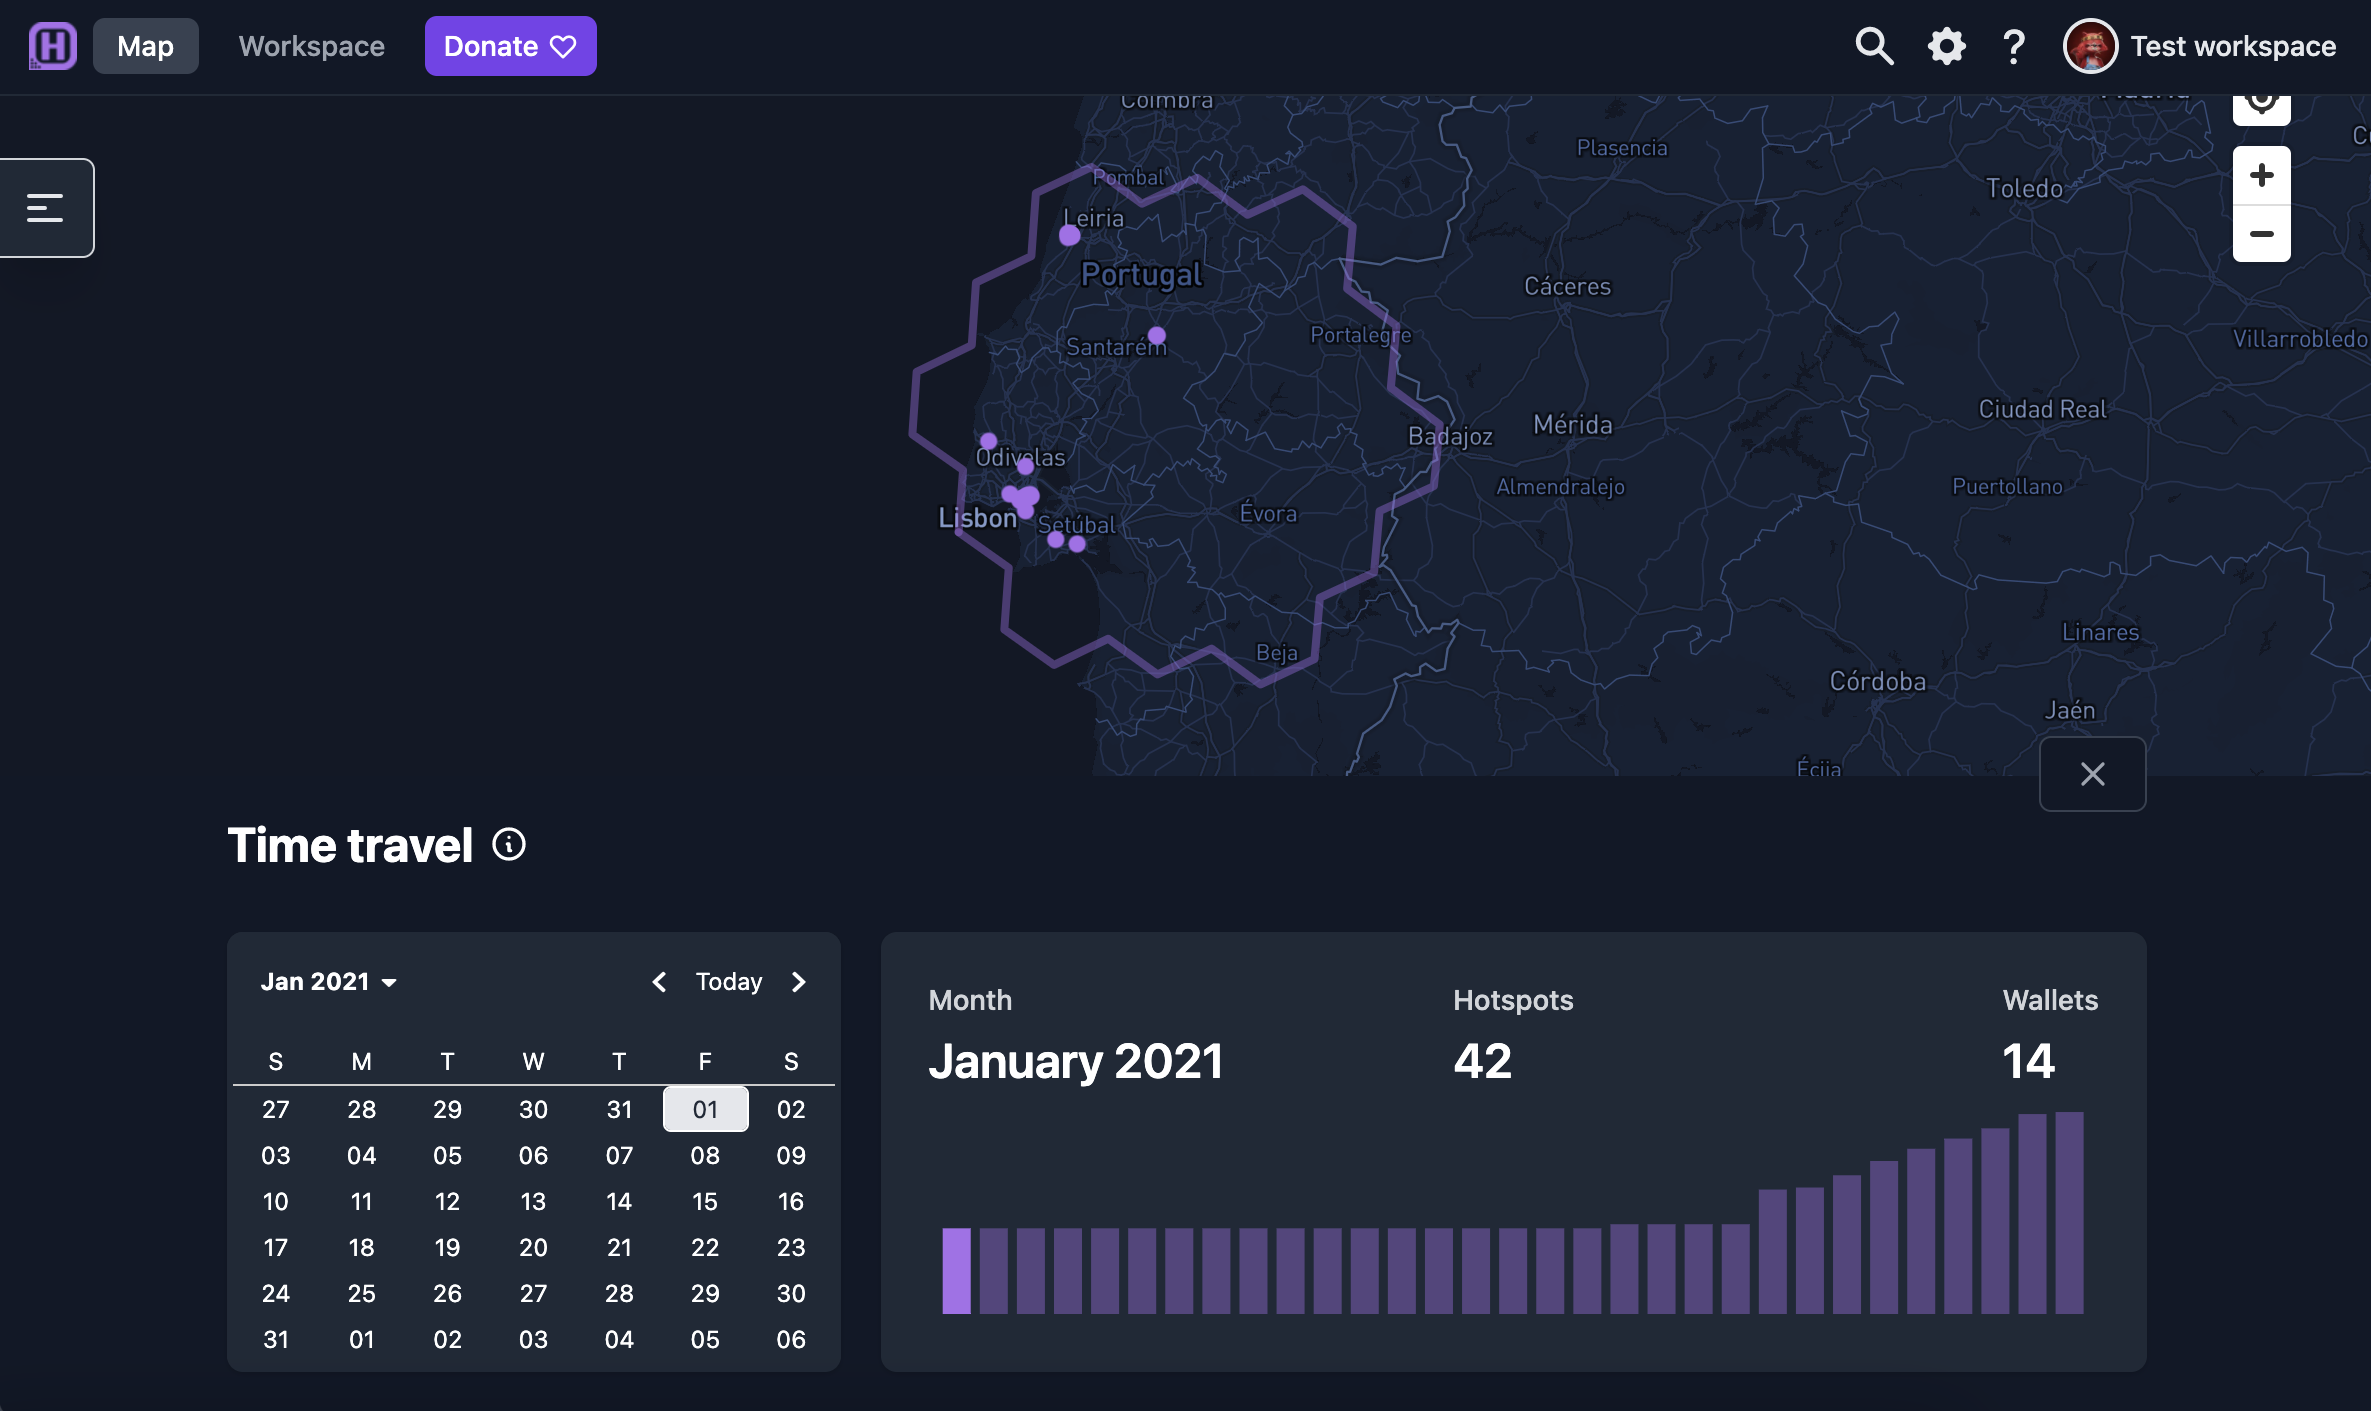 H
Map
Workspace
Donate
Test workspace
Coimbra
Plasencia
Toledo
Pombal
Leiria
Portugal
Cáceres
Santarém
Portalegre
Villarrobledo
Ciudad Real
Mérida
Badajoz
Odivelas
Almendralejo
Puertollano
Évora
Lisbon
Setúbal
Linares
Beja
Córdoba
Jaén
Écija
Time travel
Jan 2021
Today
S M T W T F S
27 28 29 30 31 01 02
03 04 05 06 07 08 09
10 11 12 13 14 15 16
17 18 19 20 21 22 23
24 25 26 27 28 29 30
31 01 02 03 04 05 06
Month
January 2021
Hotspots
42
Wallets
14